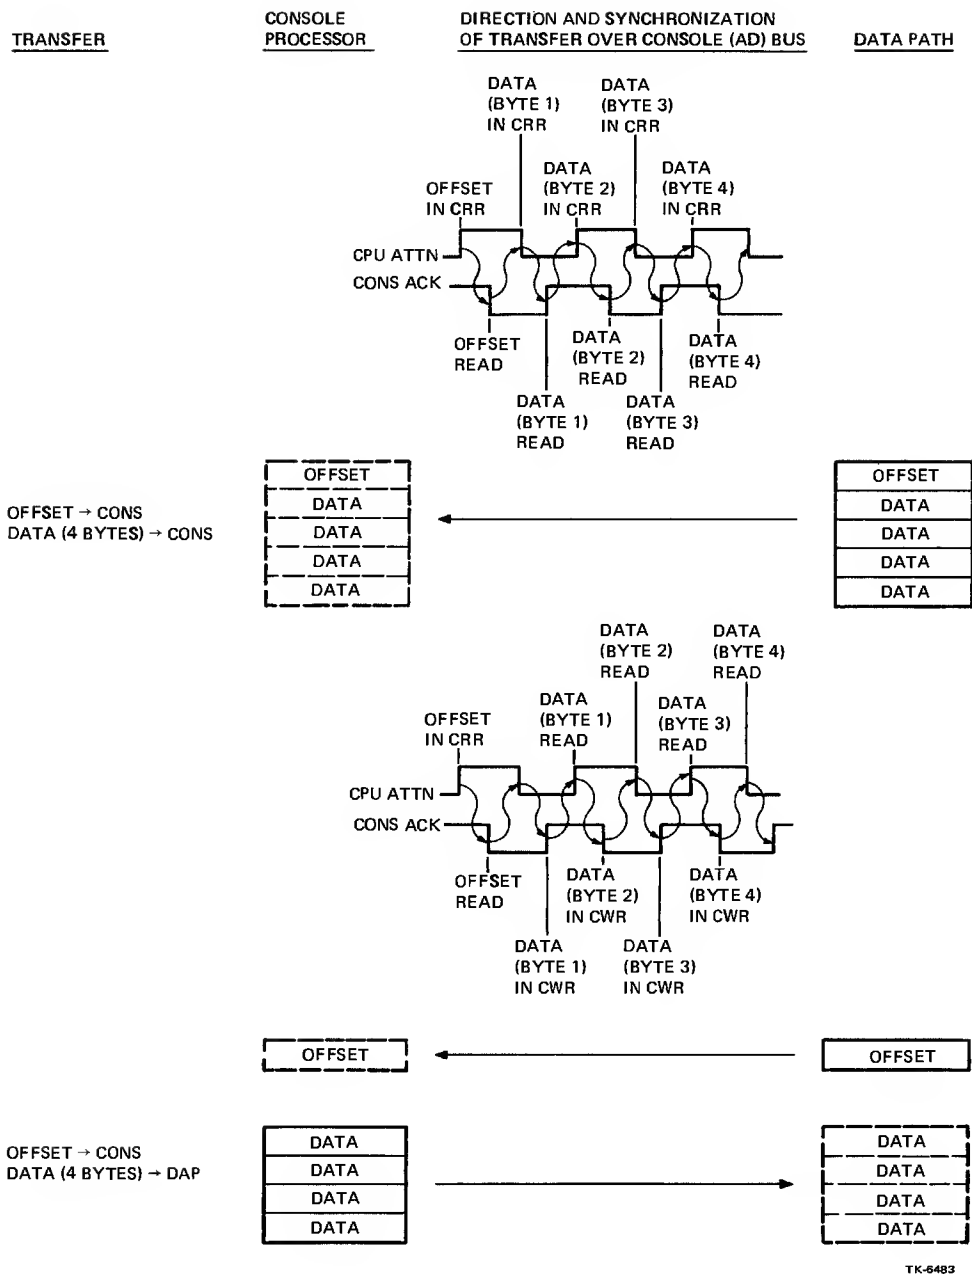 TRANSFER
CONSOLE
PROCESSOR
DIRECTION AND SYNCHRONIZATION
OF TRANSFER OVER CONSOLE (AD) BUS
DATA PATH
DATA
(BYTE 1)
IN CRR
DATA
(BYTE 3)
IN CRR
OFFSET
IN CRR
DATA
(BYTE 2)
IN CRR
DATA
(BYTE 4)
IN CRR
CPU ATTN
CONS ACK
OFFSET
READ
DATA
(BYTE 2)
READ
DATA
(BYTE 4)
READ
DATA
(BYTE 1)
READ
DATA
(BYTE 3)
READ
OFFSET → CONS
DATA (4 BYTES) → CONS
OFFSET
DATA
DATA
DATA
DATA
OFFSET
DATA
DATA
DATA
DATA
DATA
(BYTE 2)
READ
DATA
(BYTE 4)
READ
OFFSET
IN CRR
DATA
(BYTE 1)
READ
DATA
(BYTE 3)
READ
CPU ATTN
CONS ACK
OFFSET
READ
DATA
(BYTE 2)
IN CWR
DATA
(BYTE 4)
IN CWR
DATA
(BYTE 1)
IN CWR
DATA
(BYTE 3)
IN CWR
OFFSET
OFFSET
OFFSET → CONS
DATA (4 BYTES) → DAP
DATA
DATA
DATA
DATA
DATA
DATA
DATA
DATA
TK-6483